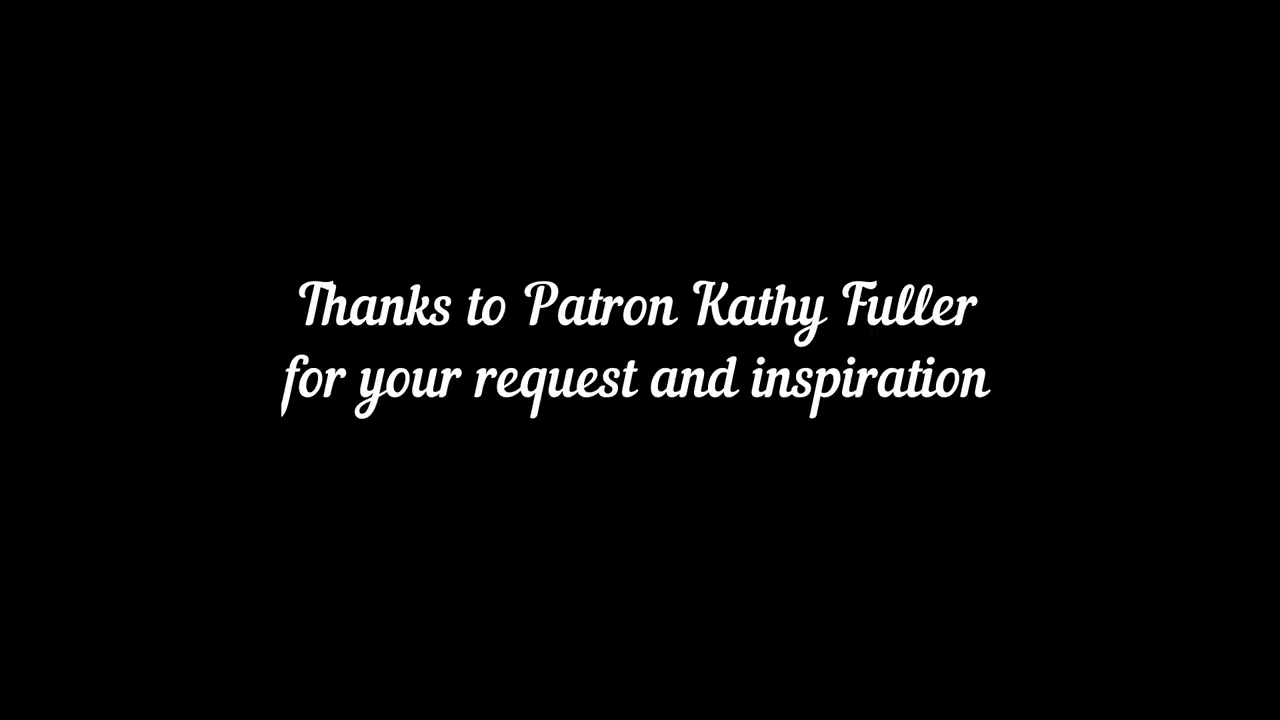 Thanks to Patron Kathy Fuller
for your request and inspiration